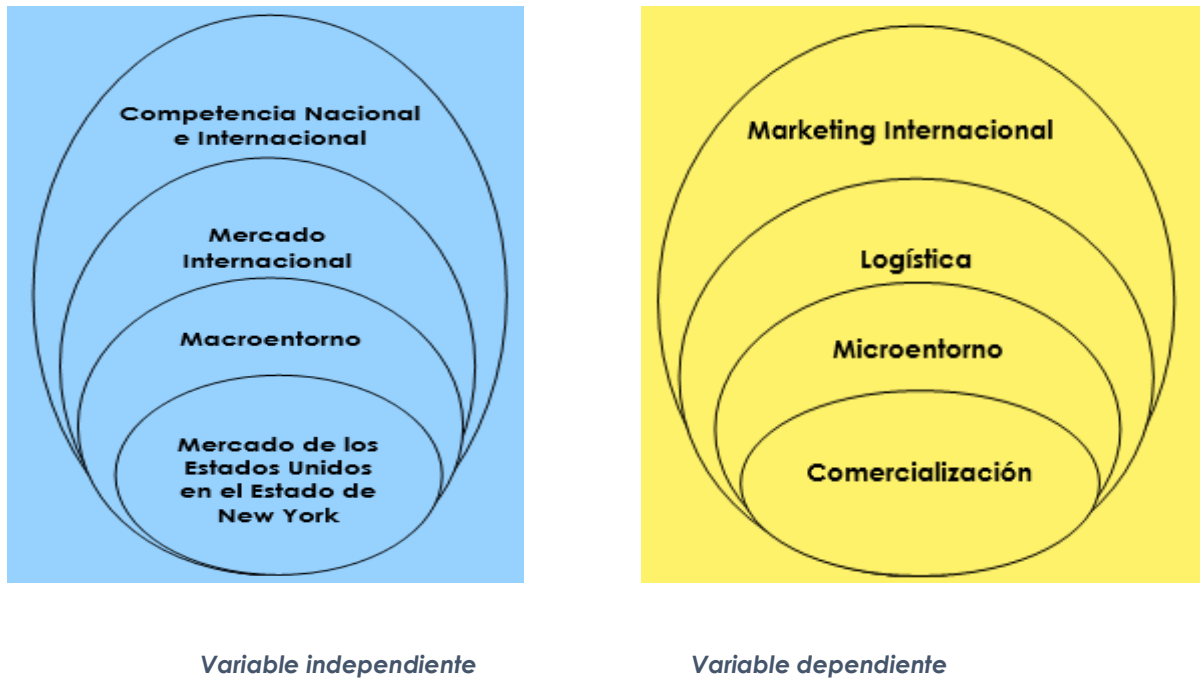 Competencia Nacional
e Internacional
Mercado
Internacional
Macroentorno
Mercado de los
Estados Unidos
en el Estado de
New York
Marketing Internacional
Logística
Microentorno
Comercialización
Variable independiente
Variable dependiente